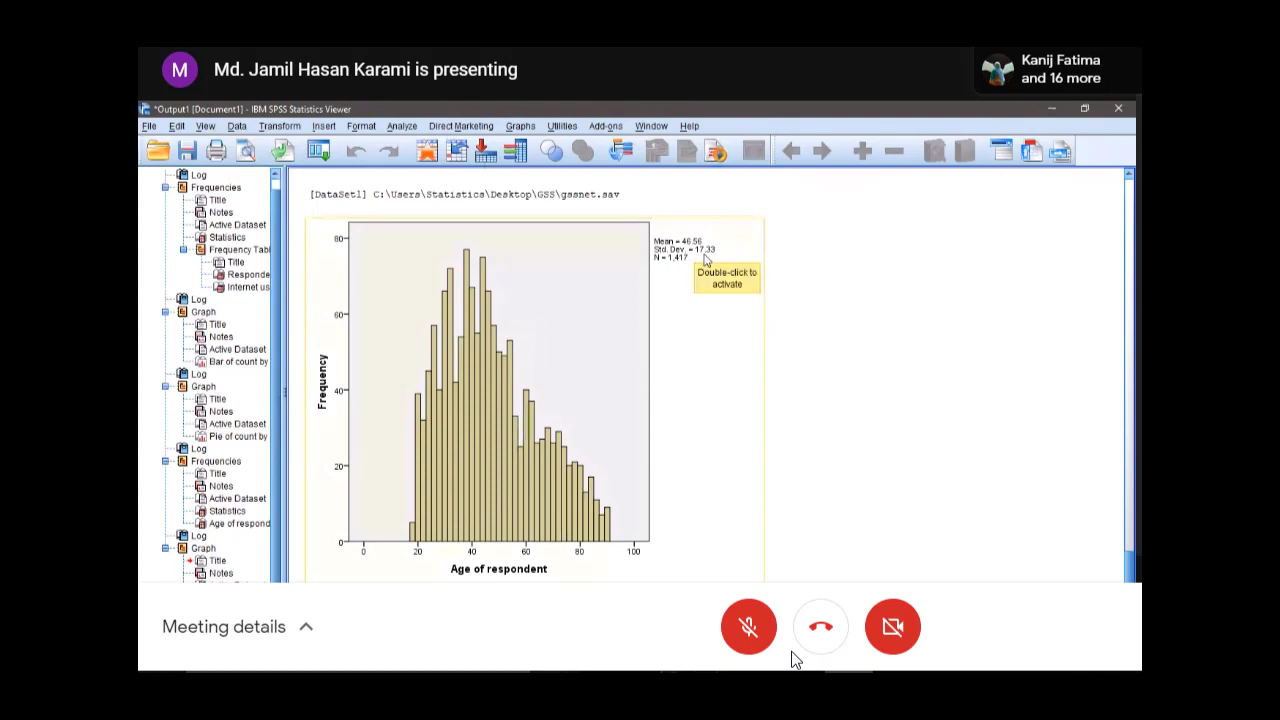 M Md. Jamil Hasan Karami is presenting
Kanij Fatima
and 16 more
*Output1 [Document1] - IBM SPSS Statistics Viewer
File Edit View Data Transform Insert Format Analyze Direct Marketing Graphs Utilities Add-ons Window Help
Log
Frequencies
Title
Notes
Active Dataset
Statistics
Frequency Tabl
Title
Responde
Internet us
Log
Graph
Title
Notes
Active Dataset
Bar of count by
Log
Graph
Title
Notes
Active Dataset
Pie of count by
Log
Frequencies
Title
Notes
Active Dataset
Statistics
Age of respond
Log
Graph
Title
Notes
[DataSet1] C:\Users\Statistics\Desktop\GSS\gssnet.sav
Mean = 46.56
Std. Dev. = 17.33
N = 1,417
Double-click to
activate
80
60
40
20
0
Frequency
0 20 40 60 80 100
Age of respondent
Meeting details